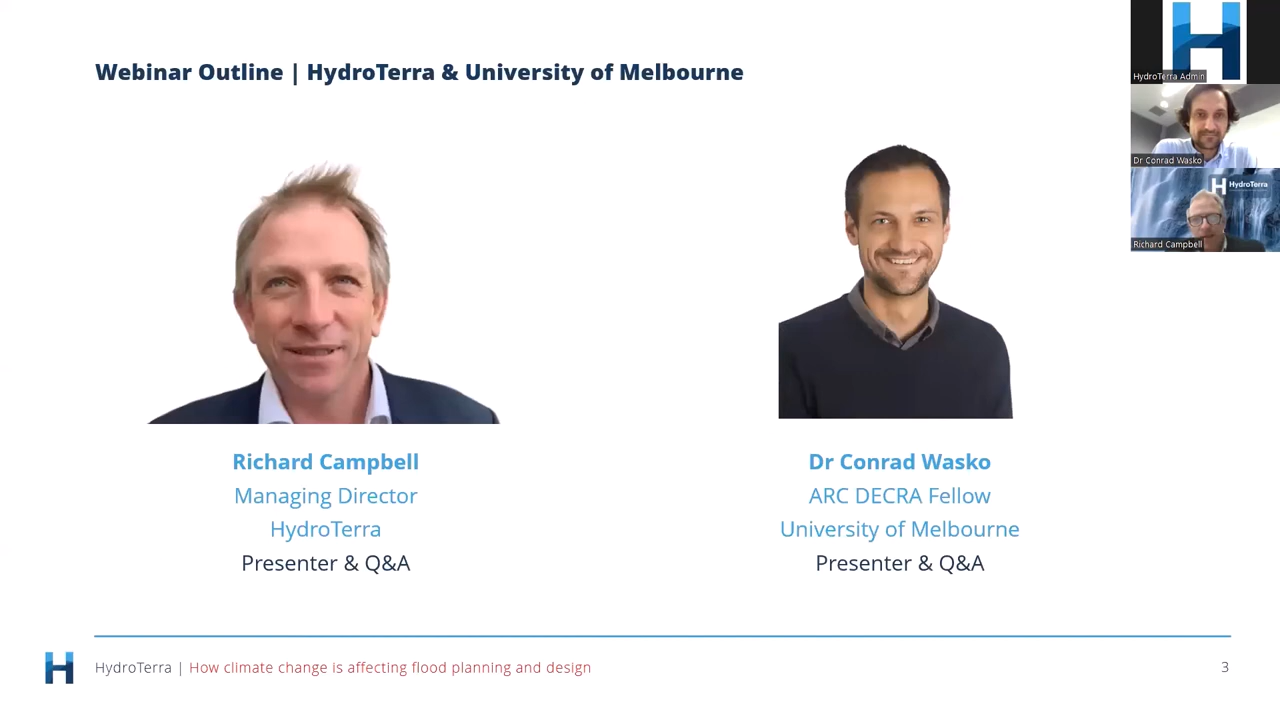 Webinar Outline | HydroTerra & University of Melbourne
HydroTerra Admin
Dr Conrad Wasko
HydroTerra
Richard Campbell
Richard Campbell
Managing Director
HydroTerra
Presenter & Q&A
Dr Conrad Wasko
ARC DECRA Fellow
University of Melbourne
Presenter & Q&A
HydroTerra | How climate change is affecting flood planning and design
3